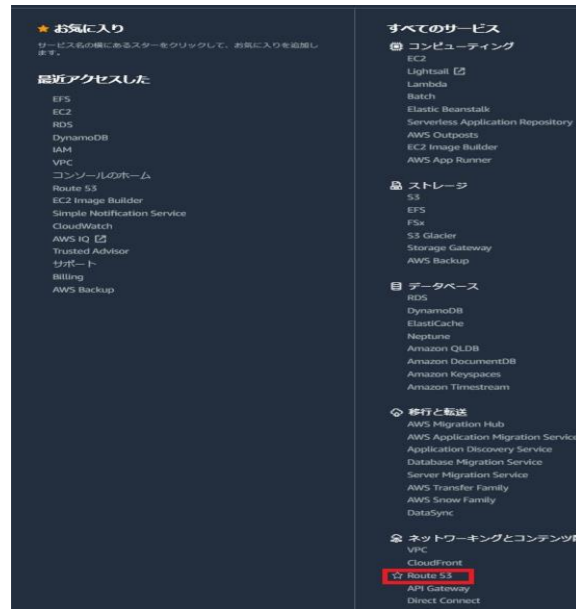 お気に入り
サービス名の横にあるスターをクリックして、お気に入りを追加し
ます。
最近アクセスした
EFS
EC2
RDS
DynamoDB
IAM
VPC
コンソールのホーム
Route 53
EC2 Image Builder
Simple Notification Service
CloudWatch
AWS IQ
Trusted Advisor
サポート
Billing
AWS Backup
すべてのサービス
コンピューティング
EC2
Lightsail
Lambda
Batch
Elastic Beanstalk
Serverless Application Repository
AWS Outposts
EC2 Image Builder
AWS App Runner
ストレージ
S3
EFS
FSx
S3 Glacier
Storage Gateway
AWS Backup
データベース
RDS
DynamoDB
ElastiCache
Neptune
Amazon QLDB
Amazon DocumentDB
Amazon Keyspaces
Amazon Timestream
移行と転送
AWS Migration Hub
AWS Application Migration Service
Application Discovery Service
Database Migration Service
Server Migration Service
AWS Transfer Family
AWS Snow Family
DataSync
ネットワーキングとコンテンツ
VPC
CloudFront
Route 53
API Gateway
Direct Connect